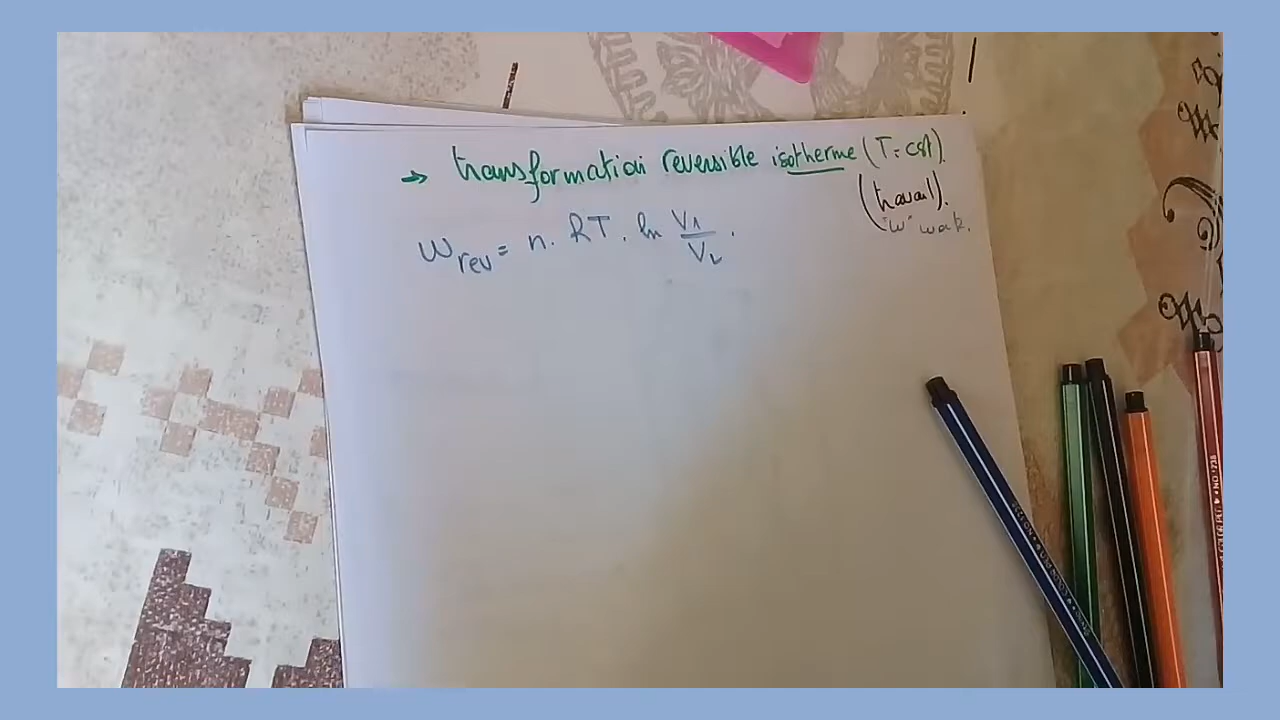 → transformation reversible isotherme (T = cst).
(travail).
"W" work.
W rev = n. RT. ln V1/V2.